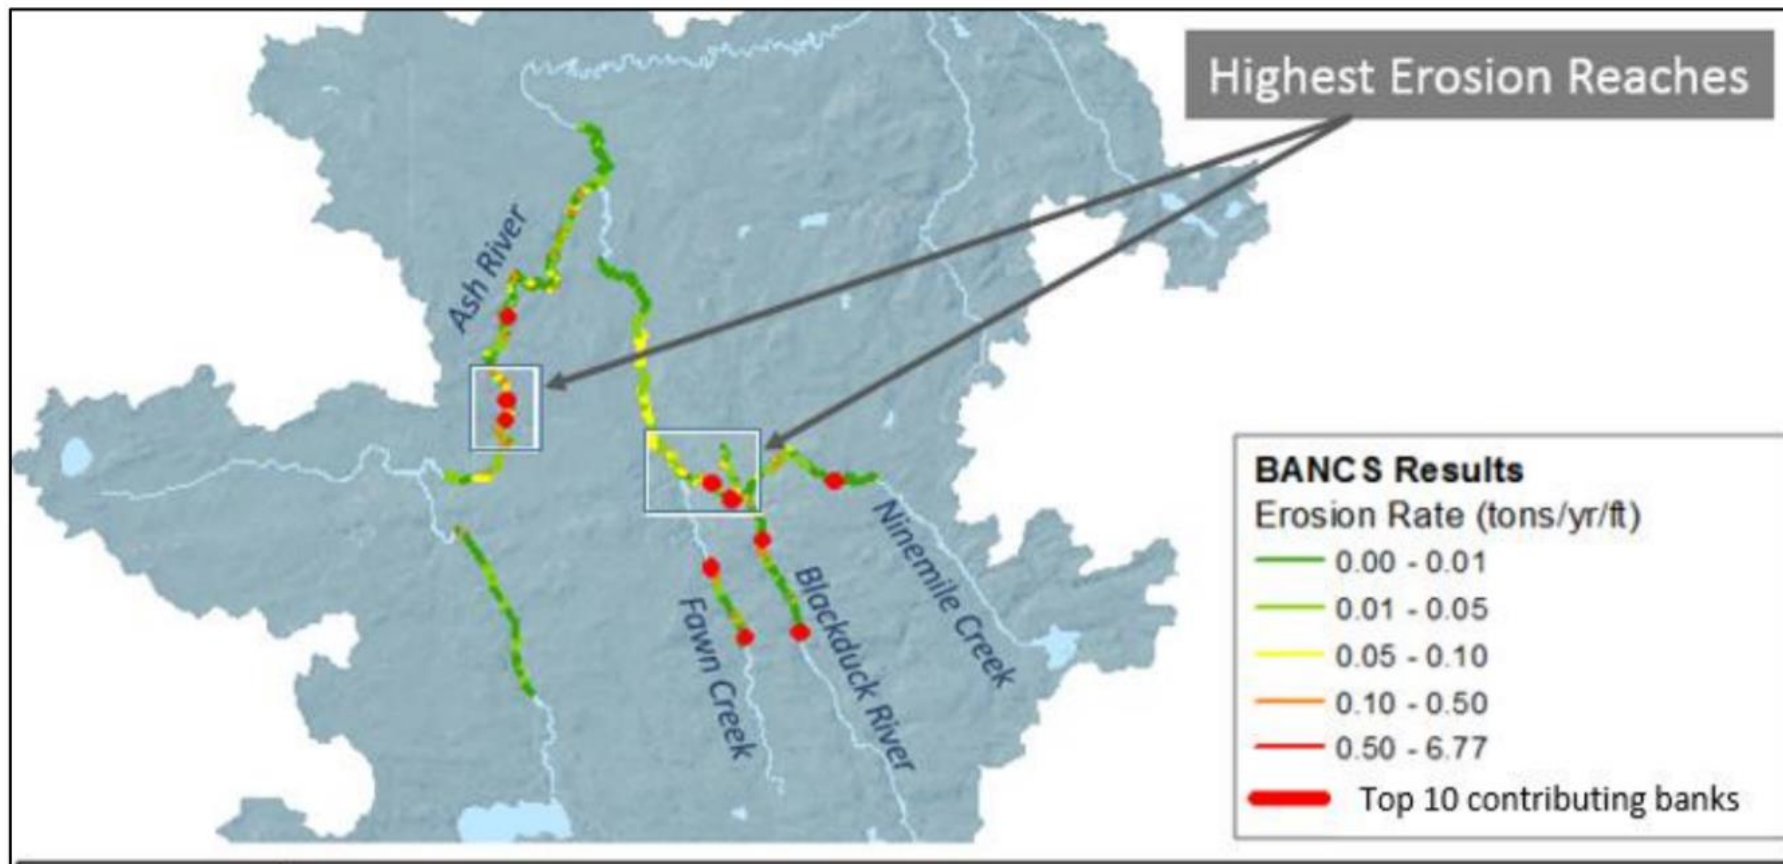 Highest Erosion Reaches
Ash River
Ninemile Creek
Blackduck River
Fawn Creek
BANCS Results
Erosion Rate (tons/yr/ft)
0.00 - 0.01
0.01 - 0.05
0.05 - 0.10
0.10 - 0.50
0.50 - 6.77
Top 10 contributing banks